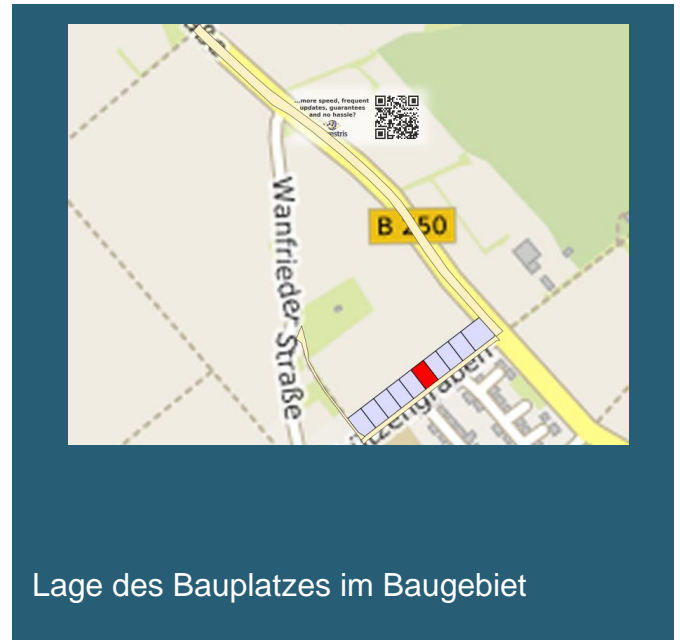 ...more speed, frequent
updates, guarantees
and no hassle?
Wanfrieder Straße
B 250
Lage des Bauplatzes im Baugebiet